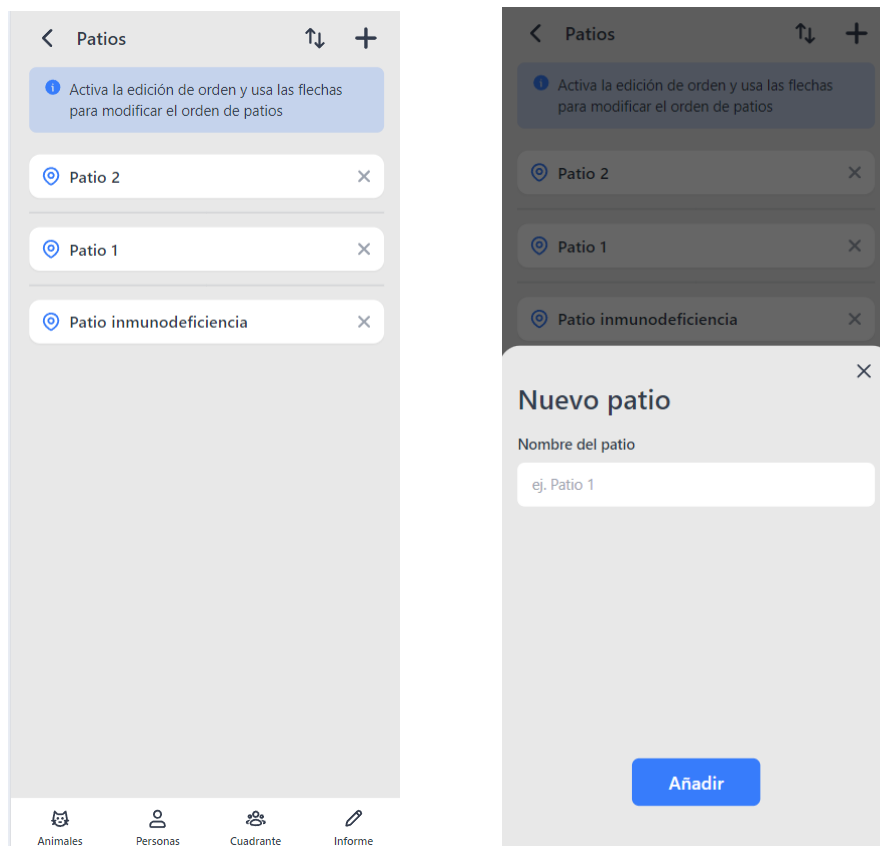 Patios
Activa la edición de orden y usa las flechas
para modificar el orden de patios
Patio 2
Patio 1
Patio inmunodeficiencia
Animales
Personas
Cuadrante
Informe
Patios
Activa la edición de orden y usa las flechas
para modificar el orden de patios
Patio 2
Patio 1
Patio inmunodeficiencia
Nuevo patio
Nombre del patio
ej. Patio 1
Añadir